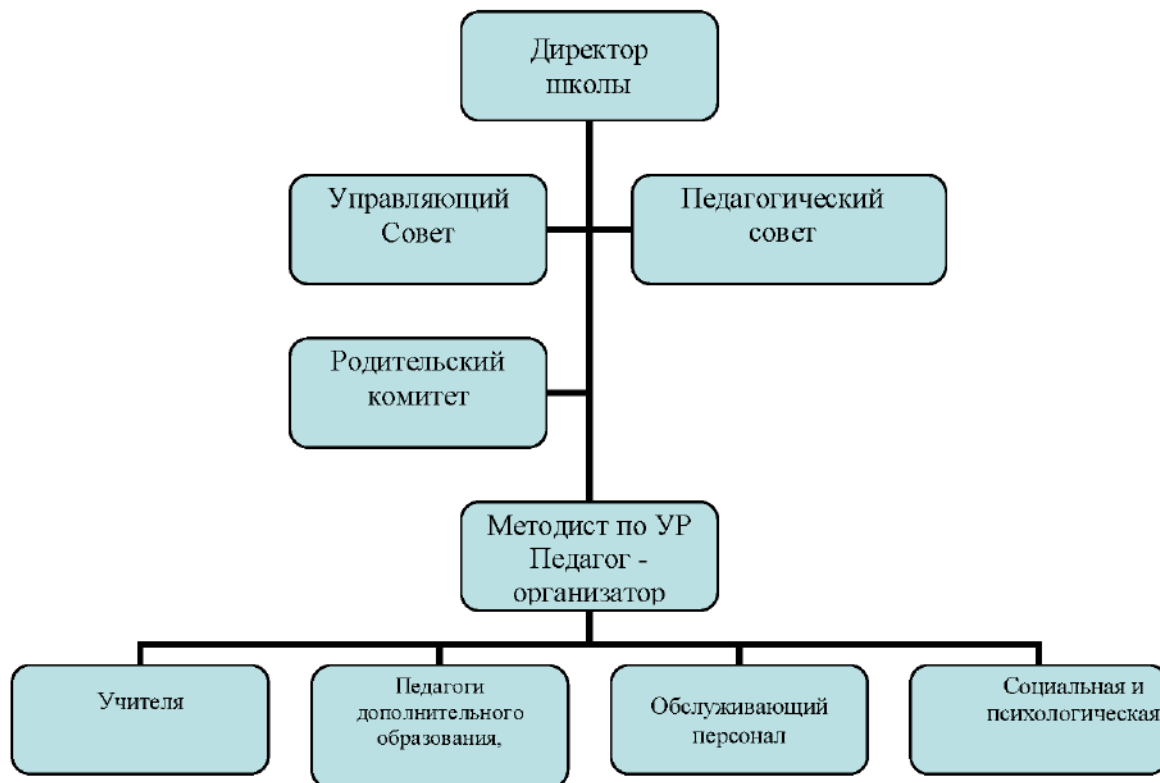 Директор
школы
Управляющий
Совет
Педагогический
совет
Родительский
комитет
Методист по УР
Педагог -
организатор
Учителя
Педагоги
дополнительного
образования,
Обслуживающий
персонал
Социальная и
психологическая